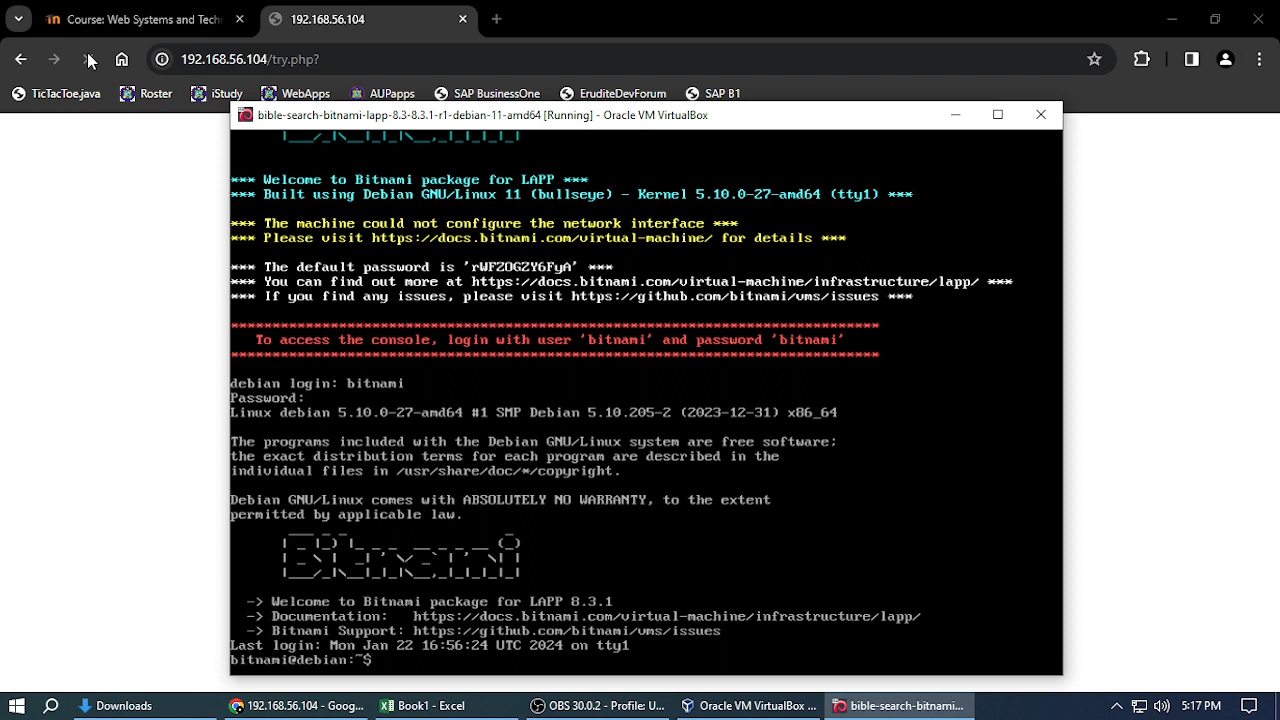 Course: Web Systems and Techn
192.168.56.104
192.168.56.104/try.php?
TicTacToe.java
Roster
Study
WebApps
AUPapps
SAP BusinessOne
EruditeDevForum
SAP B1
bible-search-bitnami-lapp-8.3-8.3.1-r1-debian-11-amd64 [Running] - Oracle VM VirtualBox
*** Welcome to Bitnami package for LAPP ***
*** Built using Debian GNU/Linux 11 (bullseye) - Kernel 5.10.0-27-amd64 (tty1) ***
*** The machine could not configure the network interface ***
*** Please visit https://docs.bitnami.com/virtual-machine/ for details ***
*** The default password is 'rWFZOGZY6FyA' ***
*** You can find out more at https://docs.bitnami.com/virtual-machine/infrastructure/lapp/ ***
*** If you find any issues, please visit https://github.com/bitnami/vms/issues ***
******************************************************************************
To access the console, login with user 'bitnami' and password 'bitnami'
******************************************************************************
debian login: bitnami
Password:
Linux debian 5.10.0-27-amd64 #1 SMP Debian 5.10.205-2 (2023-12-31) x86_64
The programs included with the Debian GNU/Linux system are free software;
the exact distribution terms for each program are described in the
individual files in /usr/share/doc/*/copyright.
Debian GNU/Linux comes with ABSOLUTELY NO WARRANTY, to the extent
permitted by applicable law.
Bitnami
-> Welcome to Bitnami package for LAPP 8.3.1
-> Documentation: https://docs.bitnami.com/virtual-machine/infrastructure/lapp/
-> Bitnami Support: https://github.com/bitnami/vms/issues
Last login: Mon Jan 22 16:56:24 UTC 2024 on tty1
bitnami@debian:~$
Downloads
192.168.56.104 - Goog...
Book1 - Excel
OBS 30.0.2 - Profile: U...
Oracle VM VirtualBox ...
bible-search-bitnami...
5:17 PM